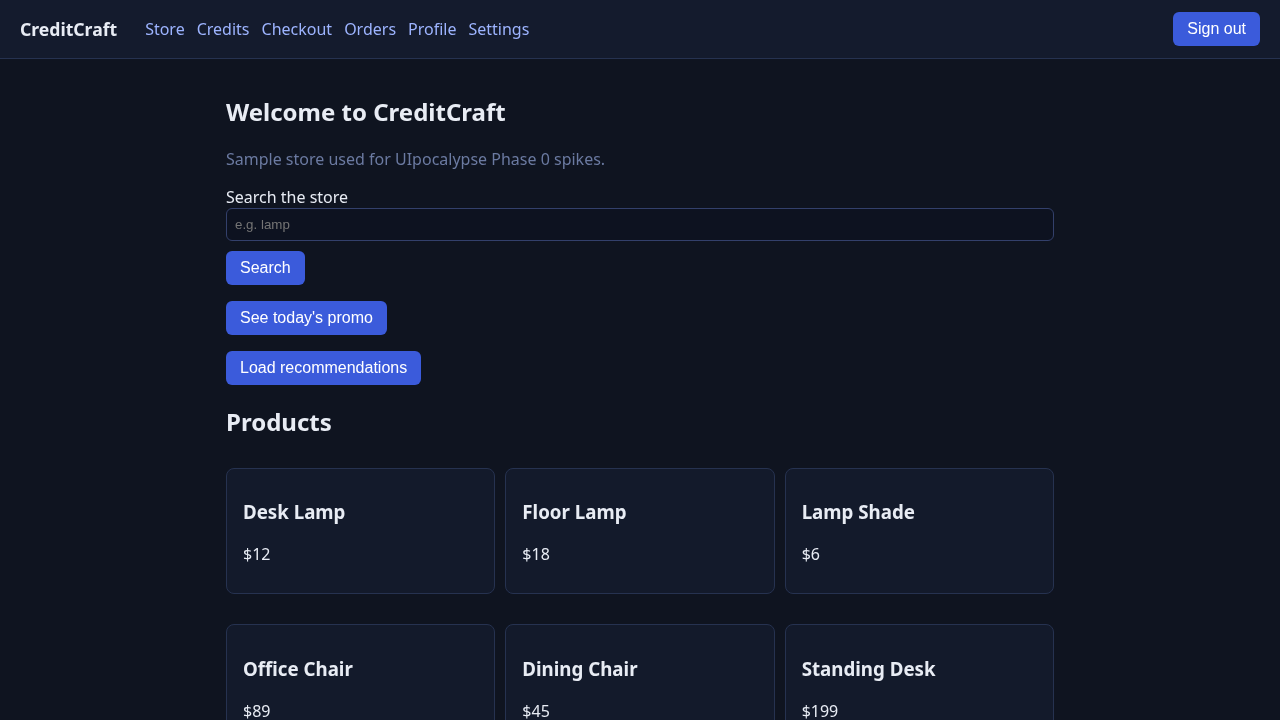 CreditCraft Store Credits Checkout Orders Profile Settings Sign out
Welcome to CreditCraft
Sample store used for UIpocalypse Phase 0 spikes.
Search the store
e.g. lamp
Search
See today's promo
Load recommendations
Products
Desk Lamp Floor Lamp Lamp Shade
$12 $18 $6
Office Chair Dining Chair Standing Desk
$89 $45 $199